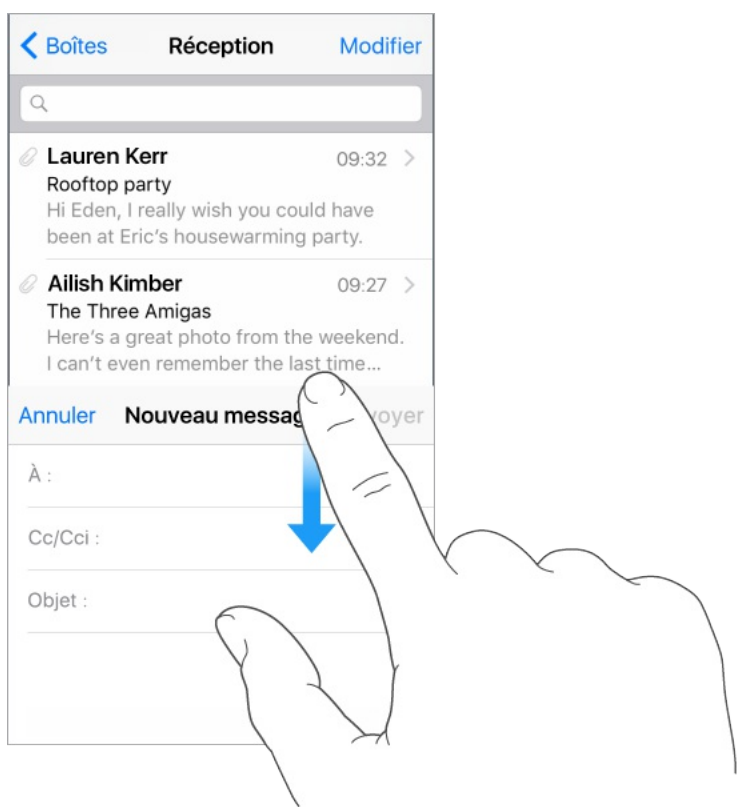 Boîtes Réception Modifier
Lauren Kerr 09:32
Rooftop party
Hi Eden, I really wish you could have
been at Eric's housewarming party.
Ailish Kimber 09:27
The Three Amigas
Here's a great photo from the weekend.
I can't even remember the last time...
Annuler Nouveau
À :
Cc/Cci :
Objet :